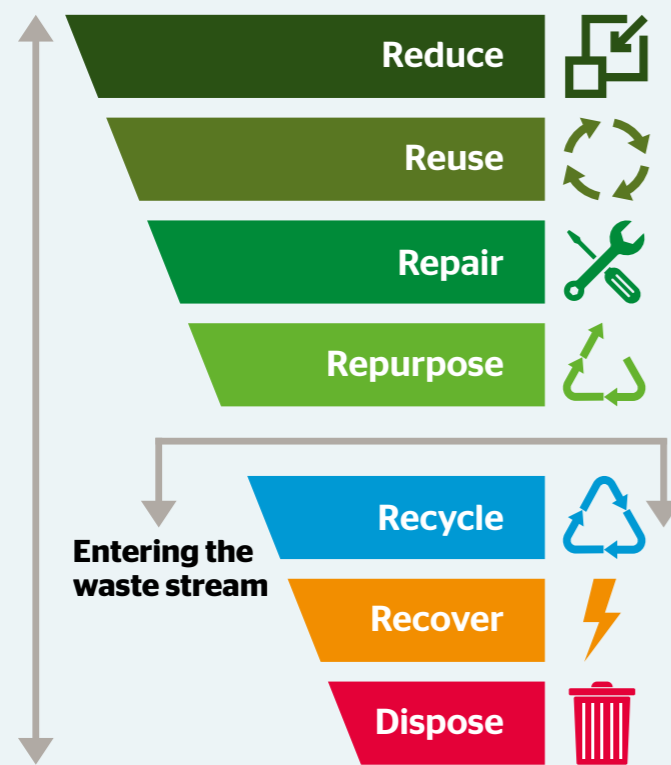 Reduce
Reuse
Repair
Repurpose
Recycle
Entering the
waste stream
Recover
Dispose